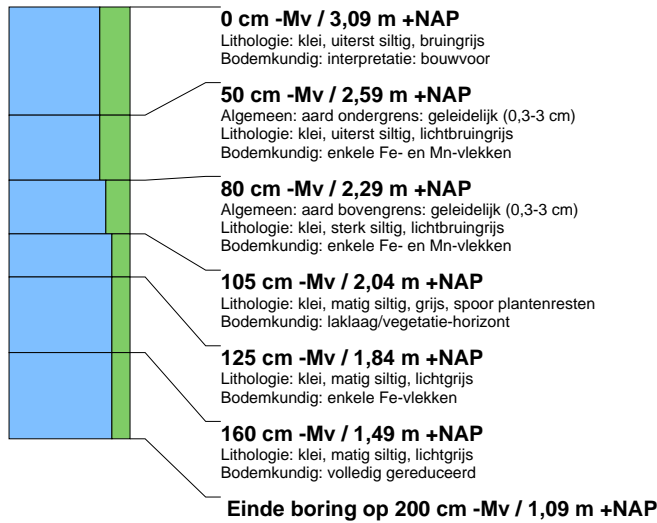 0 cm -Mv / 3,09 m +NAP
Lithologie: klei, uiterst siltig, bruingrijs
Bodemkundig: interpretatie: bouwvoor
50 cm -Mv / 2,59 m +NAP
Algemeen: aard ondergrens: geleidelijk (0,3-3 cm)
Lithologie: klei, uiterst siltig, lichtbruingrijs
Bodemkundig: enkele Fe- en Mn-vlekken
80 cm -Mv / 2,29 m +NAP
Algemeen: aard bovengrens: geleidelijk (0,3-3 cm)
Lithologie: klei, sterk siltig, lichtbruingrijs
Bodemkundig: enkele Fe- en Mn-vlekken
105 cm -Mv / 2,04 m +NAP
Lithologie: klei, matig siltig, grijs, spoor plantenresten
Bodemkundig: laklaag/vegetatie-horizont
125 cm -Mv / 1,84 m +NAP
Lithologie: klei, matig siltig, lichtgrijs
Bodemkundig: enkele Fe-vlekken
160 cm -Mv / 1,49 m +NAP
Lithologie: klei, matig siltig, lichtgrijs
Bodemkundig: volledig gereduceerd
Einde boring op 200 cm -Mv / 1,09 m +NAP